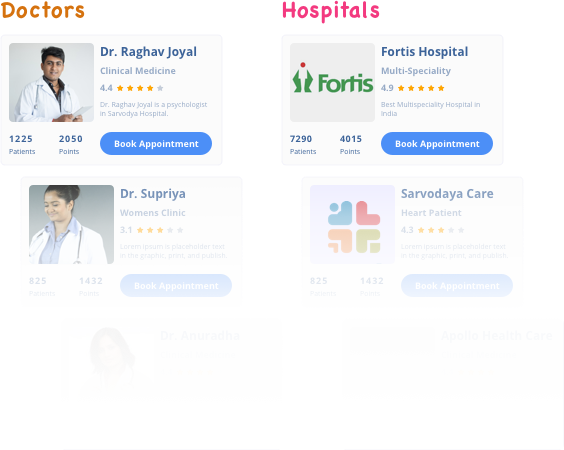 Doctors
Dr. Raghav Joyal
Clinical Medicine
4.4
Dr. Raghav Joyal is a psychologist
in Sarvodya Hospital.
1225 2050
Patients Points
Book Appointment
Dr. Supriya
Womens Clinic
3.1
Lorem ipsum is placeholder text
in the graphic, print, and publish.
825 1432
Patients Points
Book Appointment
Dr. Anuradha
Hospitals
Fortis
Fortis Hospital
Multi-Speciality
4.9
Best Multispeciality Hospital in
India
7290 4015
Patients Points
Book Appointment
Sarvodaya Care
Heart Patient
4.3
Lorem ipsum is placeholder text
in the graphic, print, and publish.
825 1432
Patients Points
Book Appointment
Apollo Health Care